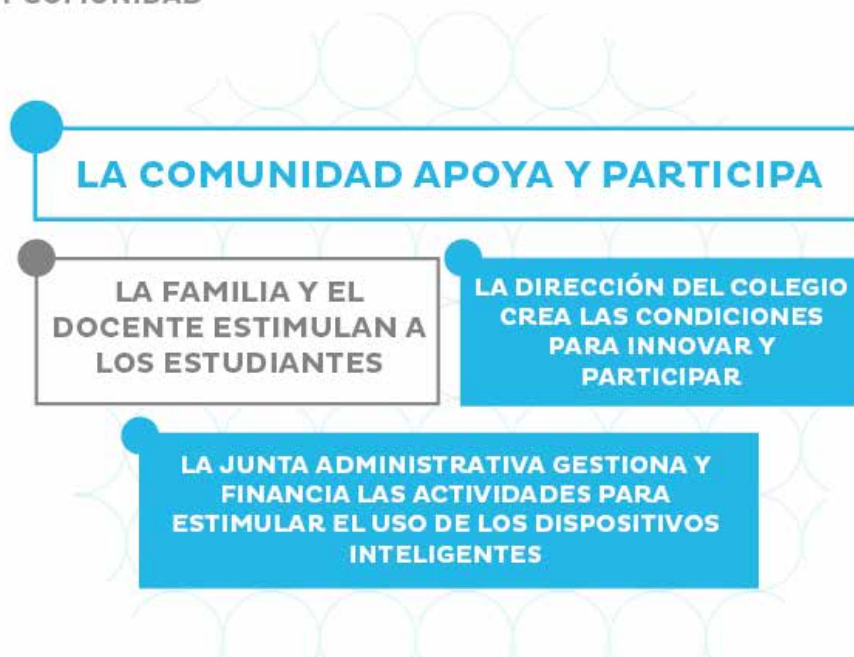 COMUNIDAD
LA COMUNIDAD APOYA Y PARTICIPA
LA FAMILIA Y EL
DOCENTE ESTIMULAN A
LOS ESTUDIANTES
LA DIRECCIÓN DEL COLEGIO
CREA LAS CONDICIONES
PARA INNOVAR Y
PARTICIPAR
LA JUNTA ADMINISTRATIVA GESTIONA Y
FINANCIA LAS ACTIVIDADES PARA
ESTIMULAR EL USO DE LOS DISPOSITIVOS
INTELIGENTES